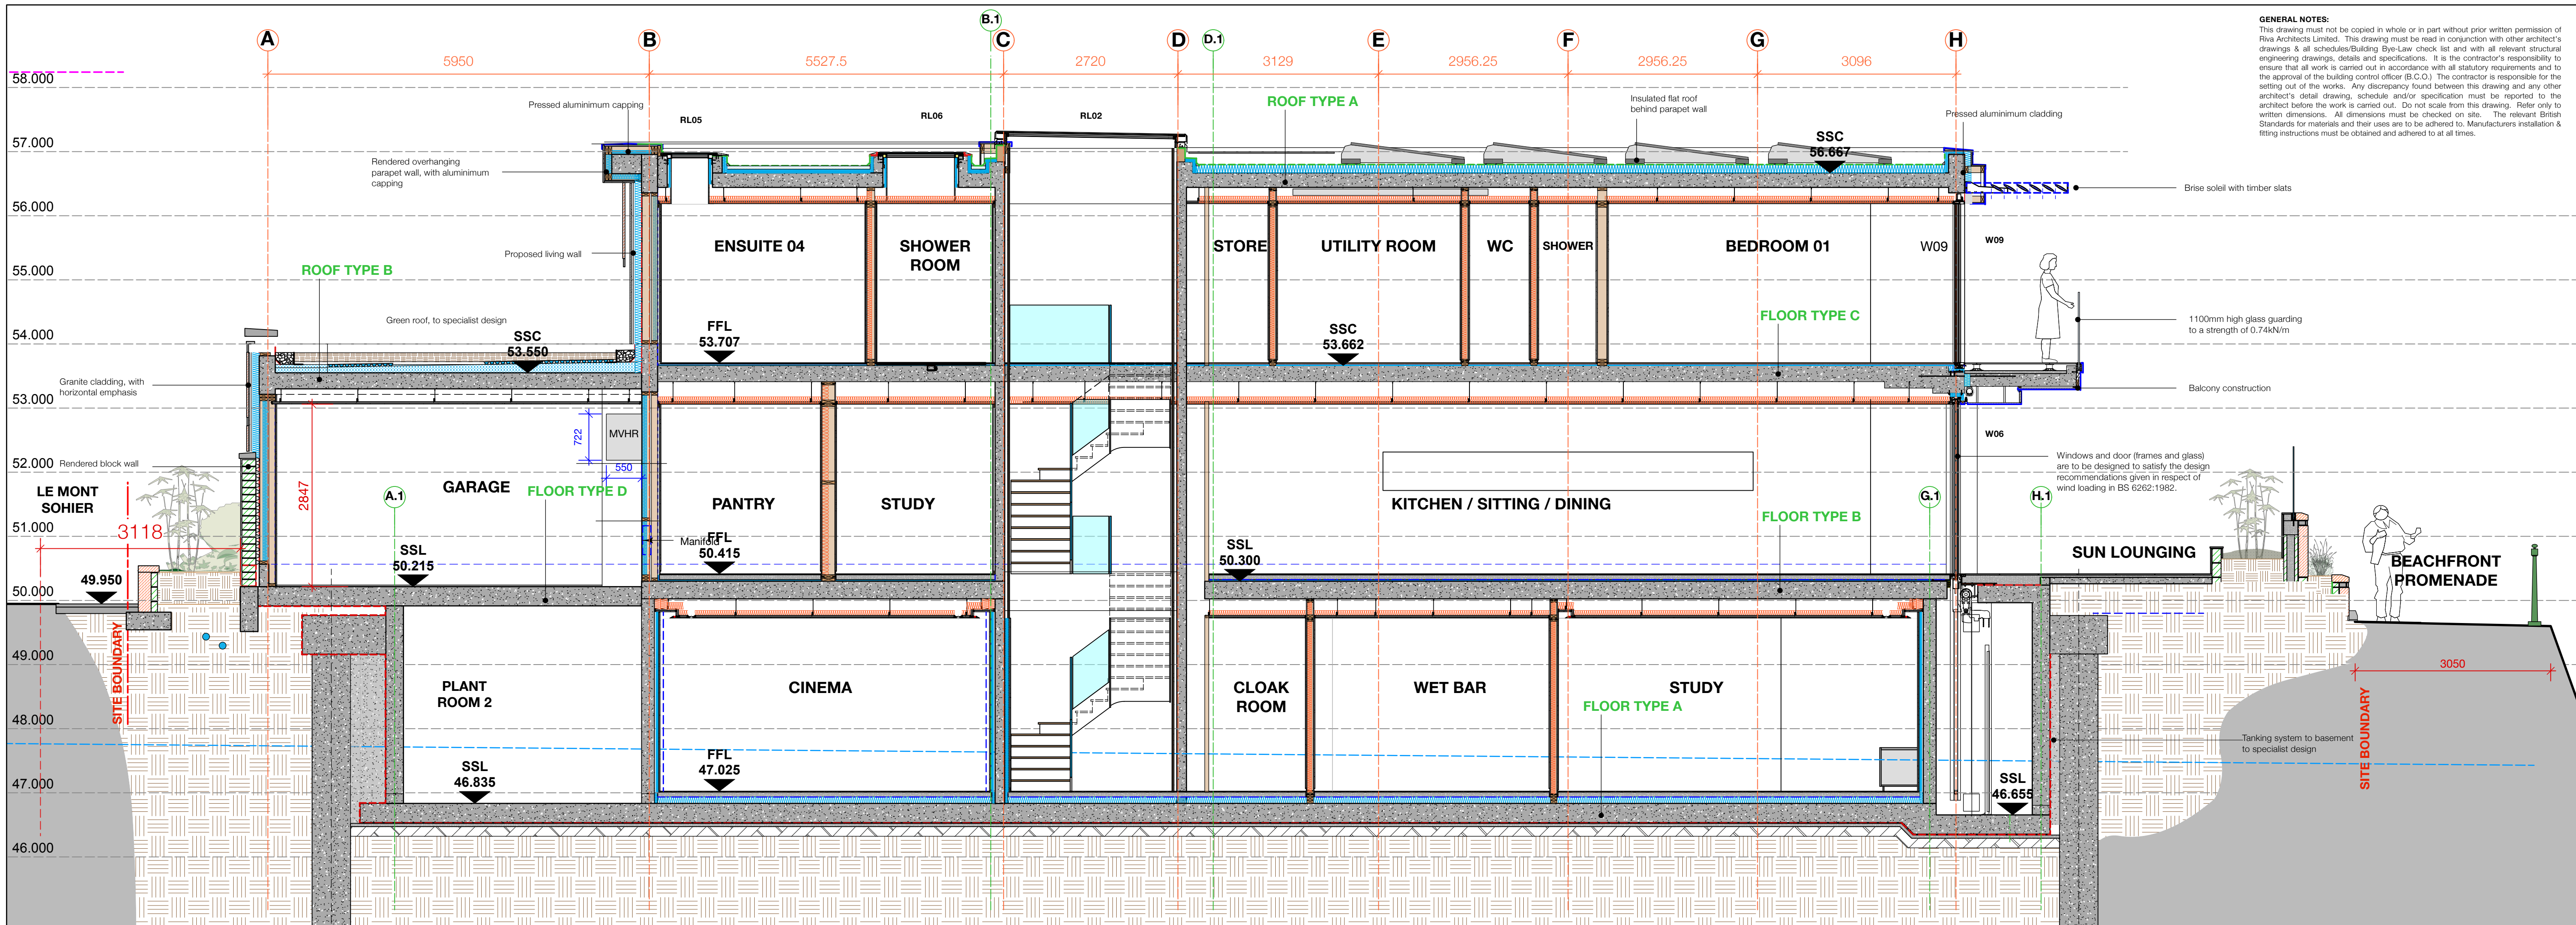 GENERAL NOTES:
This drawing must not be copied in whole or in part without prior written permission of
Riva Architects Limited. This drawing must be read in conjunction with other architect's
drawings & all schedules/Building Bye-Law check list and with all relevant structural
engineering drawings, details and specifications. It is the contractor's responsibility to
ensure that all work is carried out in accordance with all statutory requirements and to
the approval of the building control officer (B.C.O.) The contractor is responsible for the
setting out of the works. Any discrepancy found between this drawing and any other
architect's detail drawing, schedule and/or specification must be reported to the
architect before the work is carried out. Do not scale from this drawing. Refer only to
written dimensions. All dimensions must be checked on site. The relevant British
Standards for materials and their uses are to be adhered to. Manufacturers installation &
fitting instructions must be obtained and adhered to at all times.
A
B
B.1
C
D
D.1
E
F
G
H
5950
5527.5
2720
3129
2956.25
2956.25
3096
58.000
57.000
56.000
55.000
54.000
53.000
52.000
51.000
50.000
49.000
48.000
47.000
46.000
Pressed aluminimum capping
RL05
RL06
RL02
ROOF TYPE A
Insulated flat roof
behind parapet wall
SSC
56.667
Pressed aluminimum cladding
Rendered overhanging
parapet wall, with aluminimum
capping
Brise soleil with timber slats
Proposed living wall
ENSUITE 04
SHOWER
ROOM
STORE
UTILITY ROOM
WC
SHOWER
BEDROOM 01
W09
W09
ROOF TYPE B
Green roof, to specialist design
SSC
53.550
FFL
53.707
SSC
53.662
FLOOR TYPE C
1100mm high glass guarding
to a strength of 0.74kN/m
Granite cladding, with
horizontal emphasis
Balcony construction
722
MVHR
550
W06
Rendered block wall
Windows and door (frames and glass)
are to be designed to satisfy the design
recommendations given in respect of
wind loading in BS 6262:1982.
LE MONT
SOHIER
3118
2847
GARAGE
A.1
FLOOR TYPE D
PANTRY
STUDY
KITCHEN / SITTING / DINING
G.1
H.1
FLOOR TYPE B
Manifold
SSL
50.215
FFL
50.415
SSL
50.300
SUN LOUNGING
BEACHFRONT
PROMENADE
49.950
SITE BOUNDARY
PLANT
ROOM 2
CINEMA
CLOAK
ROOM
WET BAR
STUDY
FLOOR TYPE A
3050
SITE BOUNDARY
Tanking system to basement
to specialist design
SSL
46.835
FFL
47.025
SSL
46.655